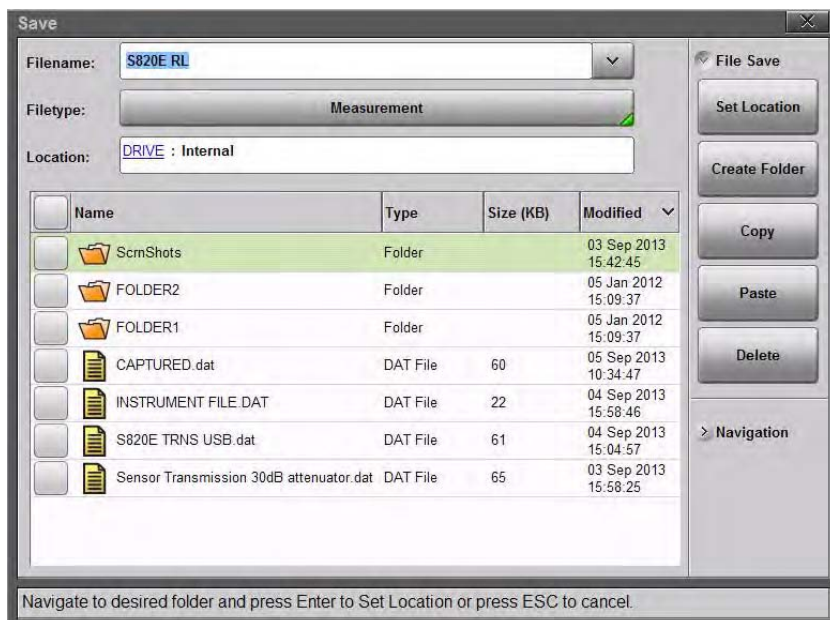 Save
Filename: S820E RL
Filetype: Measurement
Location: DRIVE : Internal
Name Type Size (KB) Modified
ScrnShots Folder 03 Sep 2013 15:42:45
FOLDER2 Folder 05 Jan 2012 15:09:37
FOLDER1 Folder 05 Jan 2012 15:09:37
CAPTURED.dat DAT File 60 05 Sep 2013 10:34:47
INSTRUMENT FILE.DAT DAT File 22 04 Sep 2013 15:58:46
S820E TRNS USB.dat DAT File 61 04 Sep 2013 15:04:57
Sensor Transmission 30dB attenuator.dat DAT File 65 03 Sep 2013 15:58:25
File Save
Set Location
Create Folder
Copy
Paste
Delete
> Navigation
Navigate to desired folder and press Enter to Set Location or press ESC to cancel.